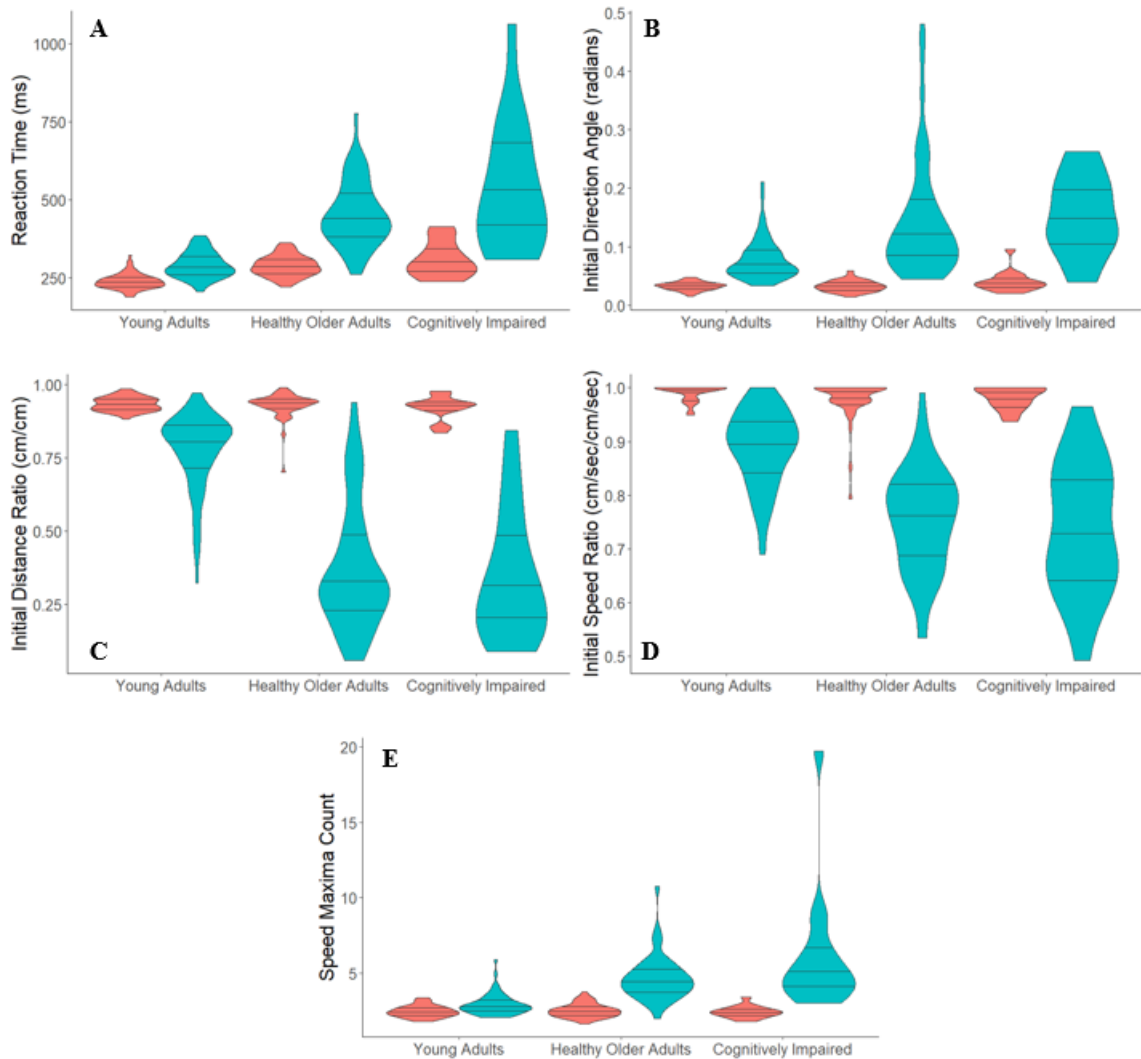 A
Reaction Time (ms)
1000
750
500
250
Young Adults Healthy Older Adults Cognitively Impaired
B
Initial Direction Angle (radians)
0.5
0.4
0.3
0.2
0.1
0.0
Young Adults Healthy Older Adults Cognitively Impaired
C
Initial Distance Ratio (cm/cm)
1.00
0.75
0.50
0.25
Young Adults Healthy Older Adults Cognitively Impaired
D
Initial Speed Ratio (cm/sec/cm/sec)
1.0
0.9
0.8
0.7
0.6
0.5
Young Adults Healthy Older Adults Cognitively Impaired
E
Speed Maxima Count
20
15
10
5
Young Adults Healthy Older Adults Cognitively Impaired